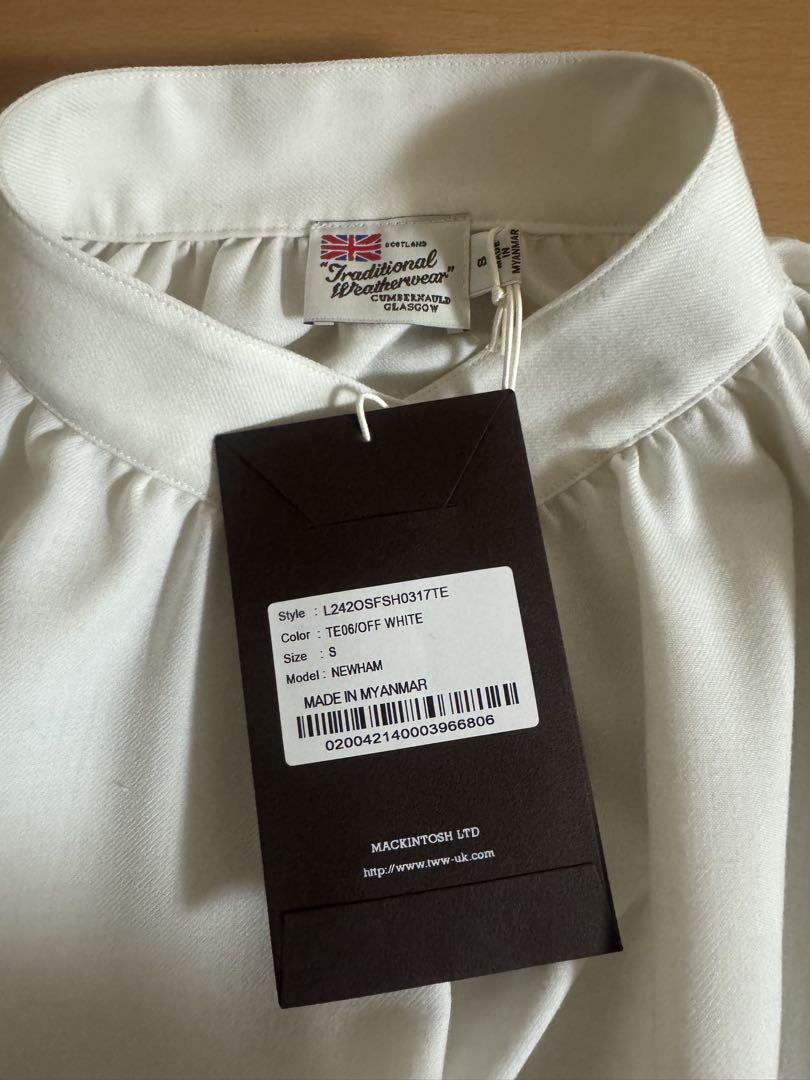 SCOTLAND
"Traditional
Weatherwear"
CUMBERNAULD
GLASGOW
S
MADE
IN
MYANMAR
Style : L242OSFSH0317TE
Color : TE06/OFF WHITE
Size : S
Model : NEWHAM
MADE IN MYANMAR
020042140003966806
MACKINTOSH LTD
http://www.tww-uk.com